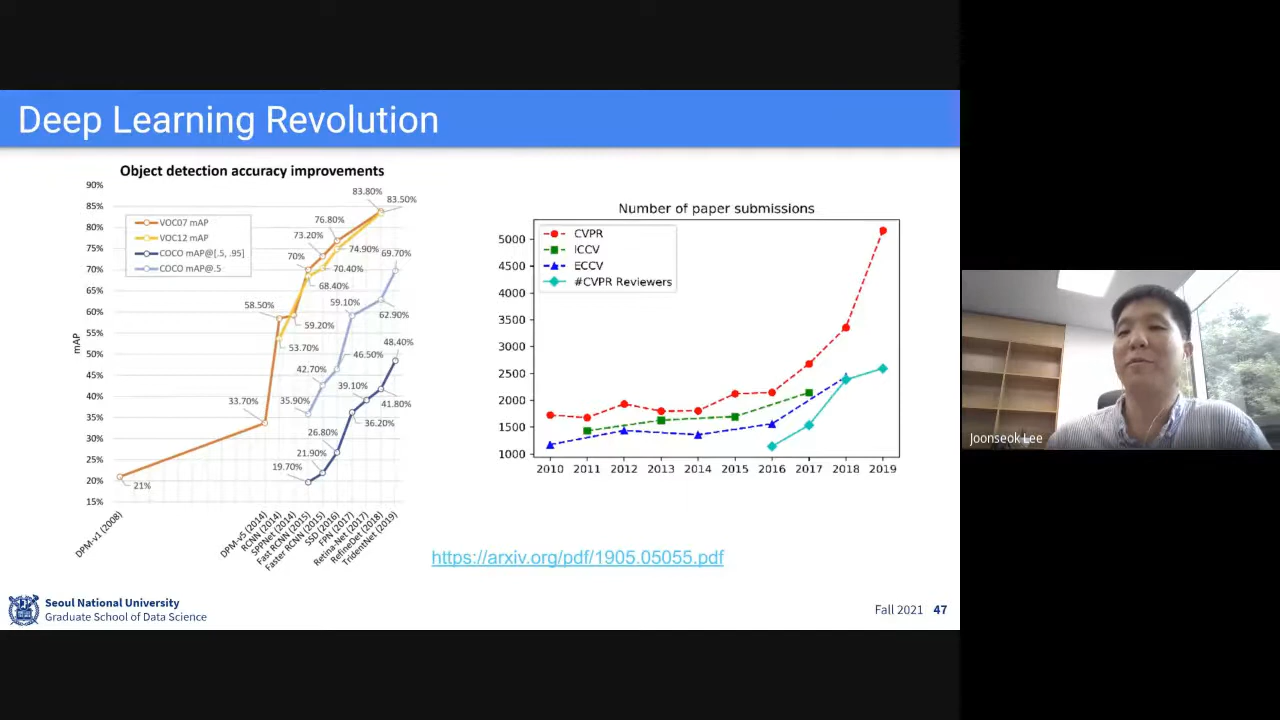 Deep Learning Revolution
Object detection accuracy improvements
90%
85%
80%
75%
70%
65%
60%
55%
50%
45%
40%
35%
30%
25%
20%
15%
mAP
VOC07 mAP
VOC12 mAP
COCO mAP@[.5, .95]
COCO mAP@.5
21%
33.70%
58.50%
53.70%
59.20%
70%
68.40%
73.20%
70.40%
76.80%
74.90%
83.80%
83.50%
35.90%
42.70%
46.50%
59.10%
62.90%
69.70%
19.70%
21.90%
26.80%
36.20%
39.10%
41.80%
48.40%
DPM-v1 (2008)
DPM-v5 (2014)
RCNN (2014)
SPPNet (2014)
Fast RCNN (2015)
Faster RCNN (2015)
SSD (2016)
FPN (2017)
Retina-Net (2017)
RefineDet (2018)
TridentNet (2019)
Number of paper submissions
CVPR
ICCV
ECCV
#CVPR Reviewers
5000
4500
4000
3500
3000
2500
2000
1500
1000
2010 2011 2012 2013 2014 2015 2016 2017 2018 2019
https://arxiv.org/pdf/1905.05055.pdf
Seoul National University
Graduate School of Data Science
Fall 2021 47
Joonseok Lee